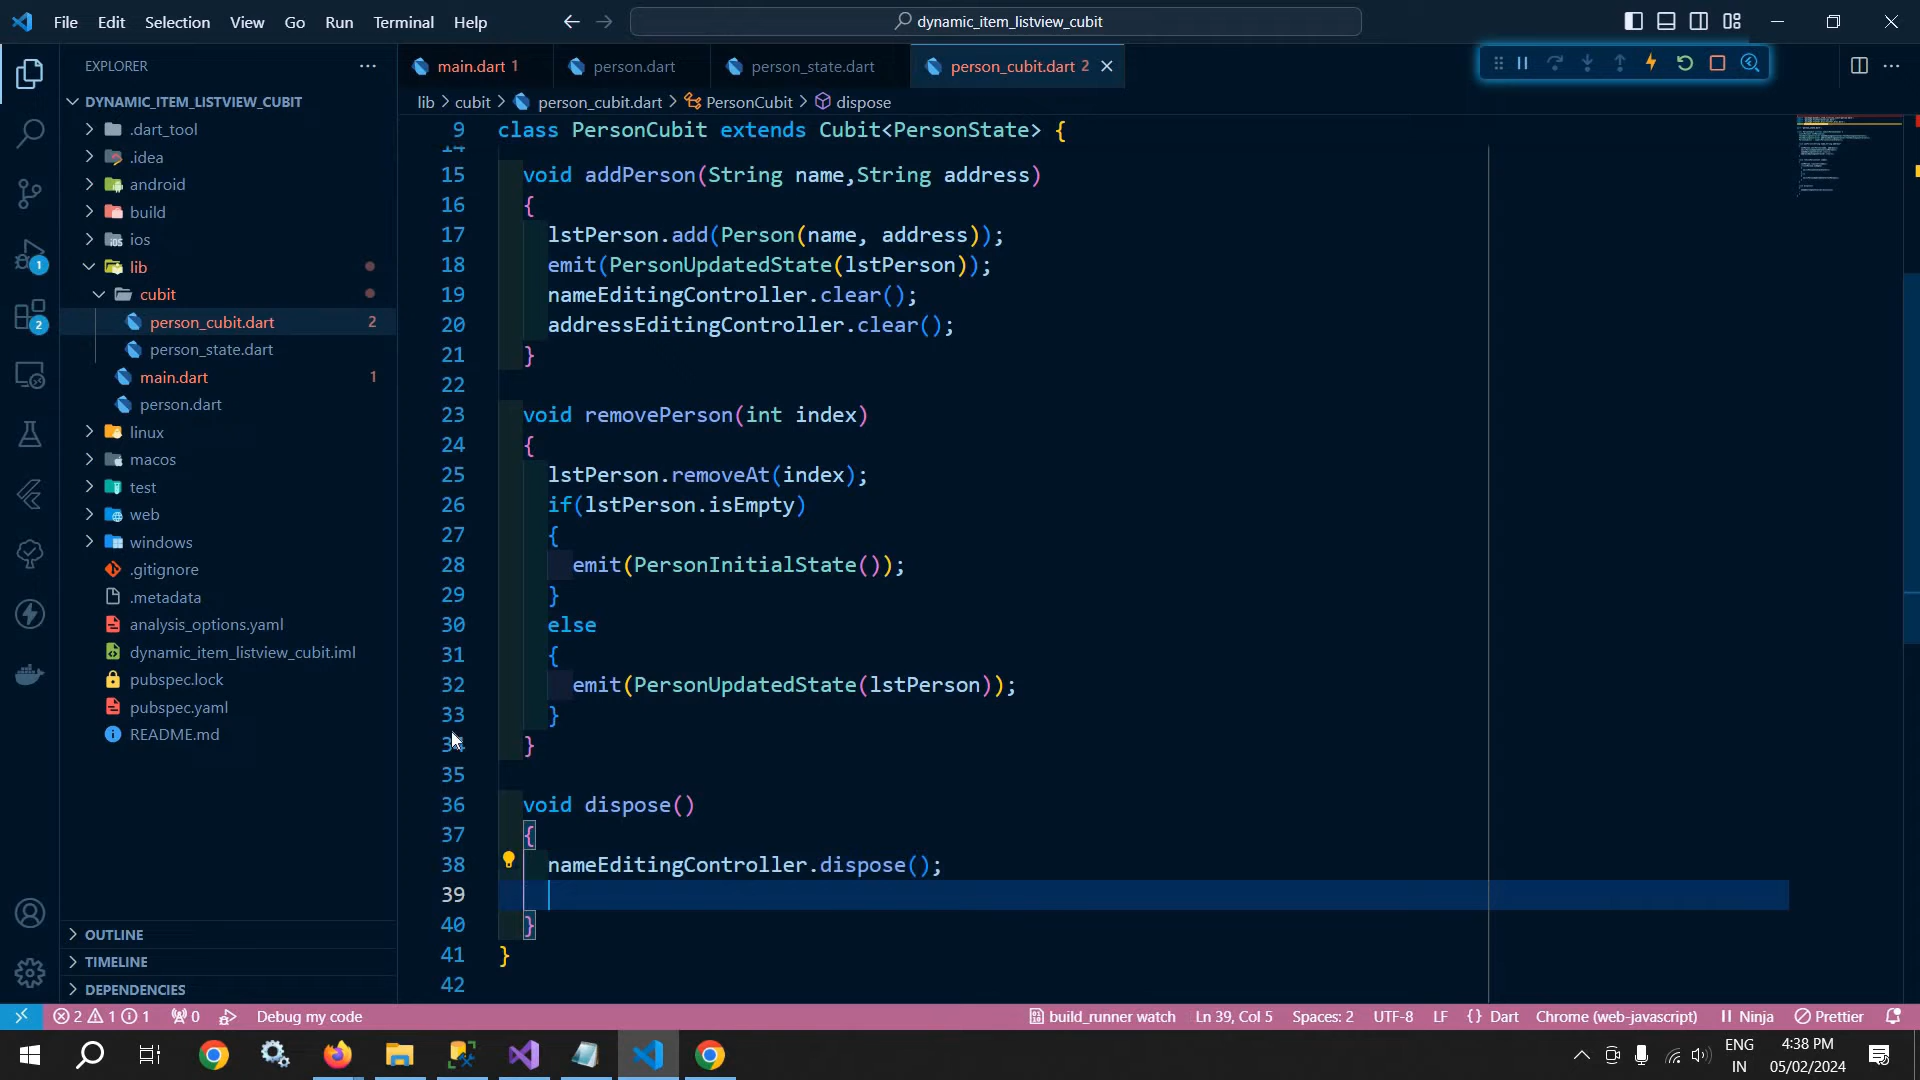 File Edit Selection View Go Run Terminal Help
dynamic_item_listview_cubit
EXPLORER
DYNAMIC_ITEM_LISTVIEW_CUBIT
.dart_tool
.idea
android
build
ios
lib
cubit
person_cubit.dart 2
person_state.dart
main.dart 1
person.dart
linux
macos
test
web
windows
.gitignore
.metadata
analysis_options.yaml
dynamic_item_listview_cubit.iml
pubspec.lock
pubspec.yaml
README.md
OUTLINE
TIMELINE
DEPENDENCIES
1
2
main.dart 1 person.dart person_state.dart person_cubit.dart 2
lib > cubit > person_cubit.dart > PersonCubit > dispose
9 class PersonCubit extends Cubit<PersonState> {
14
15 void addPerson(String name,String address)
16 {
17 lstPerson.add(Person(name, address));
18 emit(PersonUpdatedState(lstPerson));
19 nameEditingController.clear();
20 addressEditingController.clear();
21 }
22
23 void removePerson(int index)
24 {
25 lstPerson.removeAt(index);
26 if(lstPerson.isEmpty)
27 {
28 emit(PersonInitialState());
29 }
30 else
31 {
32 emit(PersonUpdatedState(lstPerson));
33 }
34 }
35
36 void dispose()
37 {
38 nameEditingController.dispose();
39
40 }
41 }
42
2 1 1 0 Debug my code build_runner watch Ln 39, Col 5 Spaces: 2 UTF-8 LF {} Dart Chrome (web-javascript) Ninja Prettier
ENG
IN
4:38 PM
05/02/2024